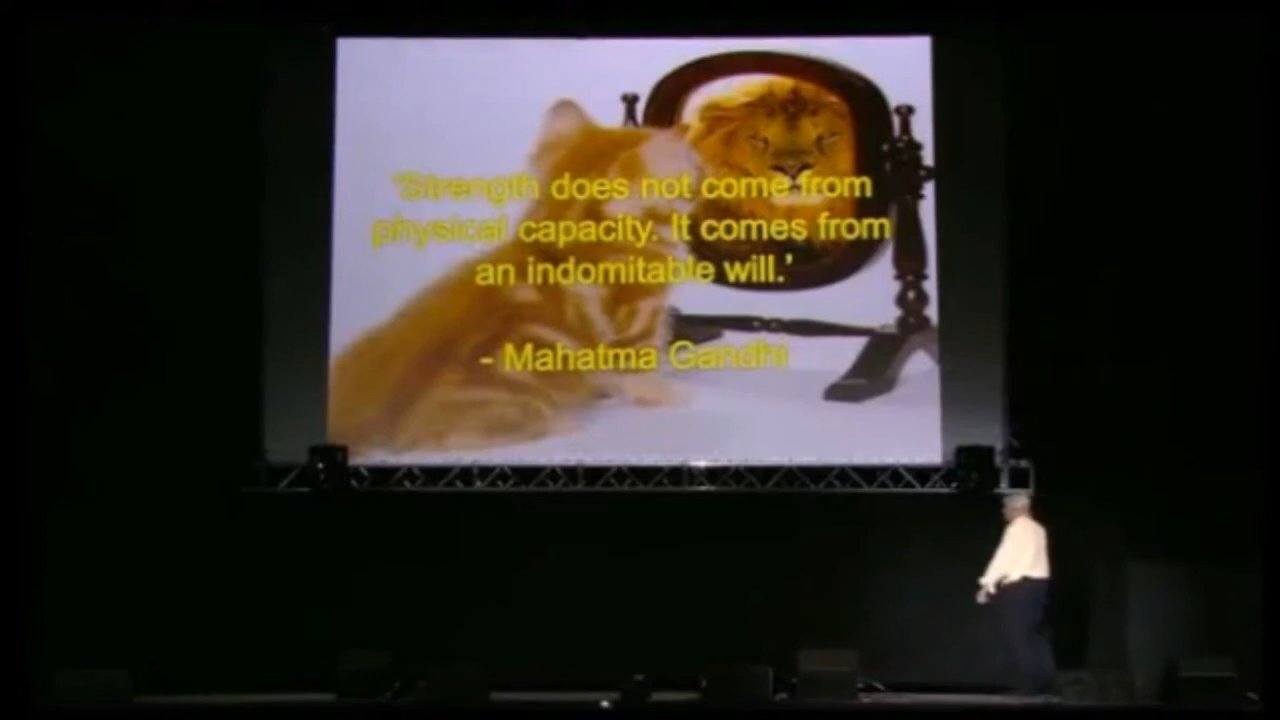 'Strength does not come from
physical capacity. It comes from
an indomitable will.'
- Mahatma Gandhi